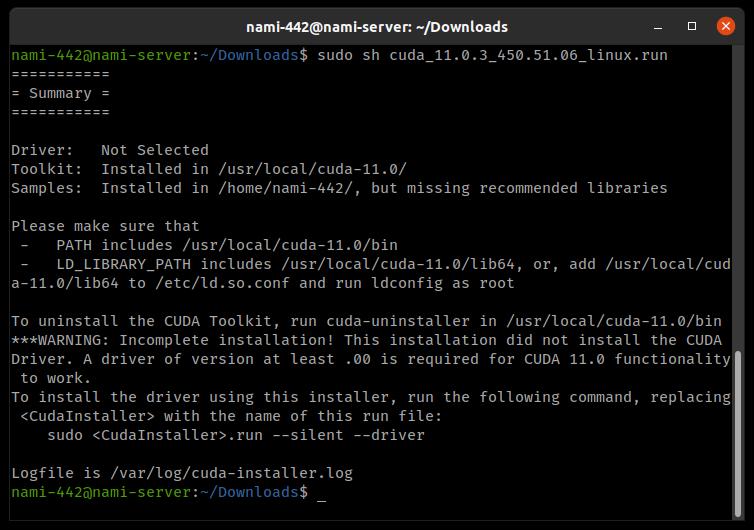 nami-442@nami-server: ~/Downloads
nami-442@nami-server:~/Downloads$ sudo sh cuda_11.0.3_450.51.06_linux.run
===========
= Summary =
===========
Driver:   Not Selected
Toolkit:  Installed in /usr/local/cuda-11.0/
Samples:  Installed in /home/nami-442/, but missing recommended libraries
Please make sure that
 -   PATH includes /usr/local/cuda-11.0/bin
 -   LD_LIBRARY_PATH includes /usr/local/cuda-11.0/lib64, or, add /usr/local/cud
a-11.0/lib64 to /etc/ld.so.conf and run ldconfig as root
To uninstall the CUDA Toolkit, run cuda-uninstaller in /usr/local/cuda-11.0/bin
***WARNING: Incomplete installation! This installation did not install the CUDA
Driver. A driver of version at least .00 is required for CUDA 11.0 functionality
 to work.
To install the driver using this installer, run the following command, replacing
 <CudaInstaller> with the name of this run file:
    sudo <CudaInstaller>.run --silent --driver
Logfile is /var/log/cuda-installer.log
nami-442@nami-server:~/Downloads$ _